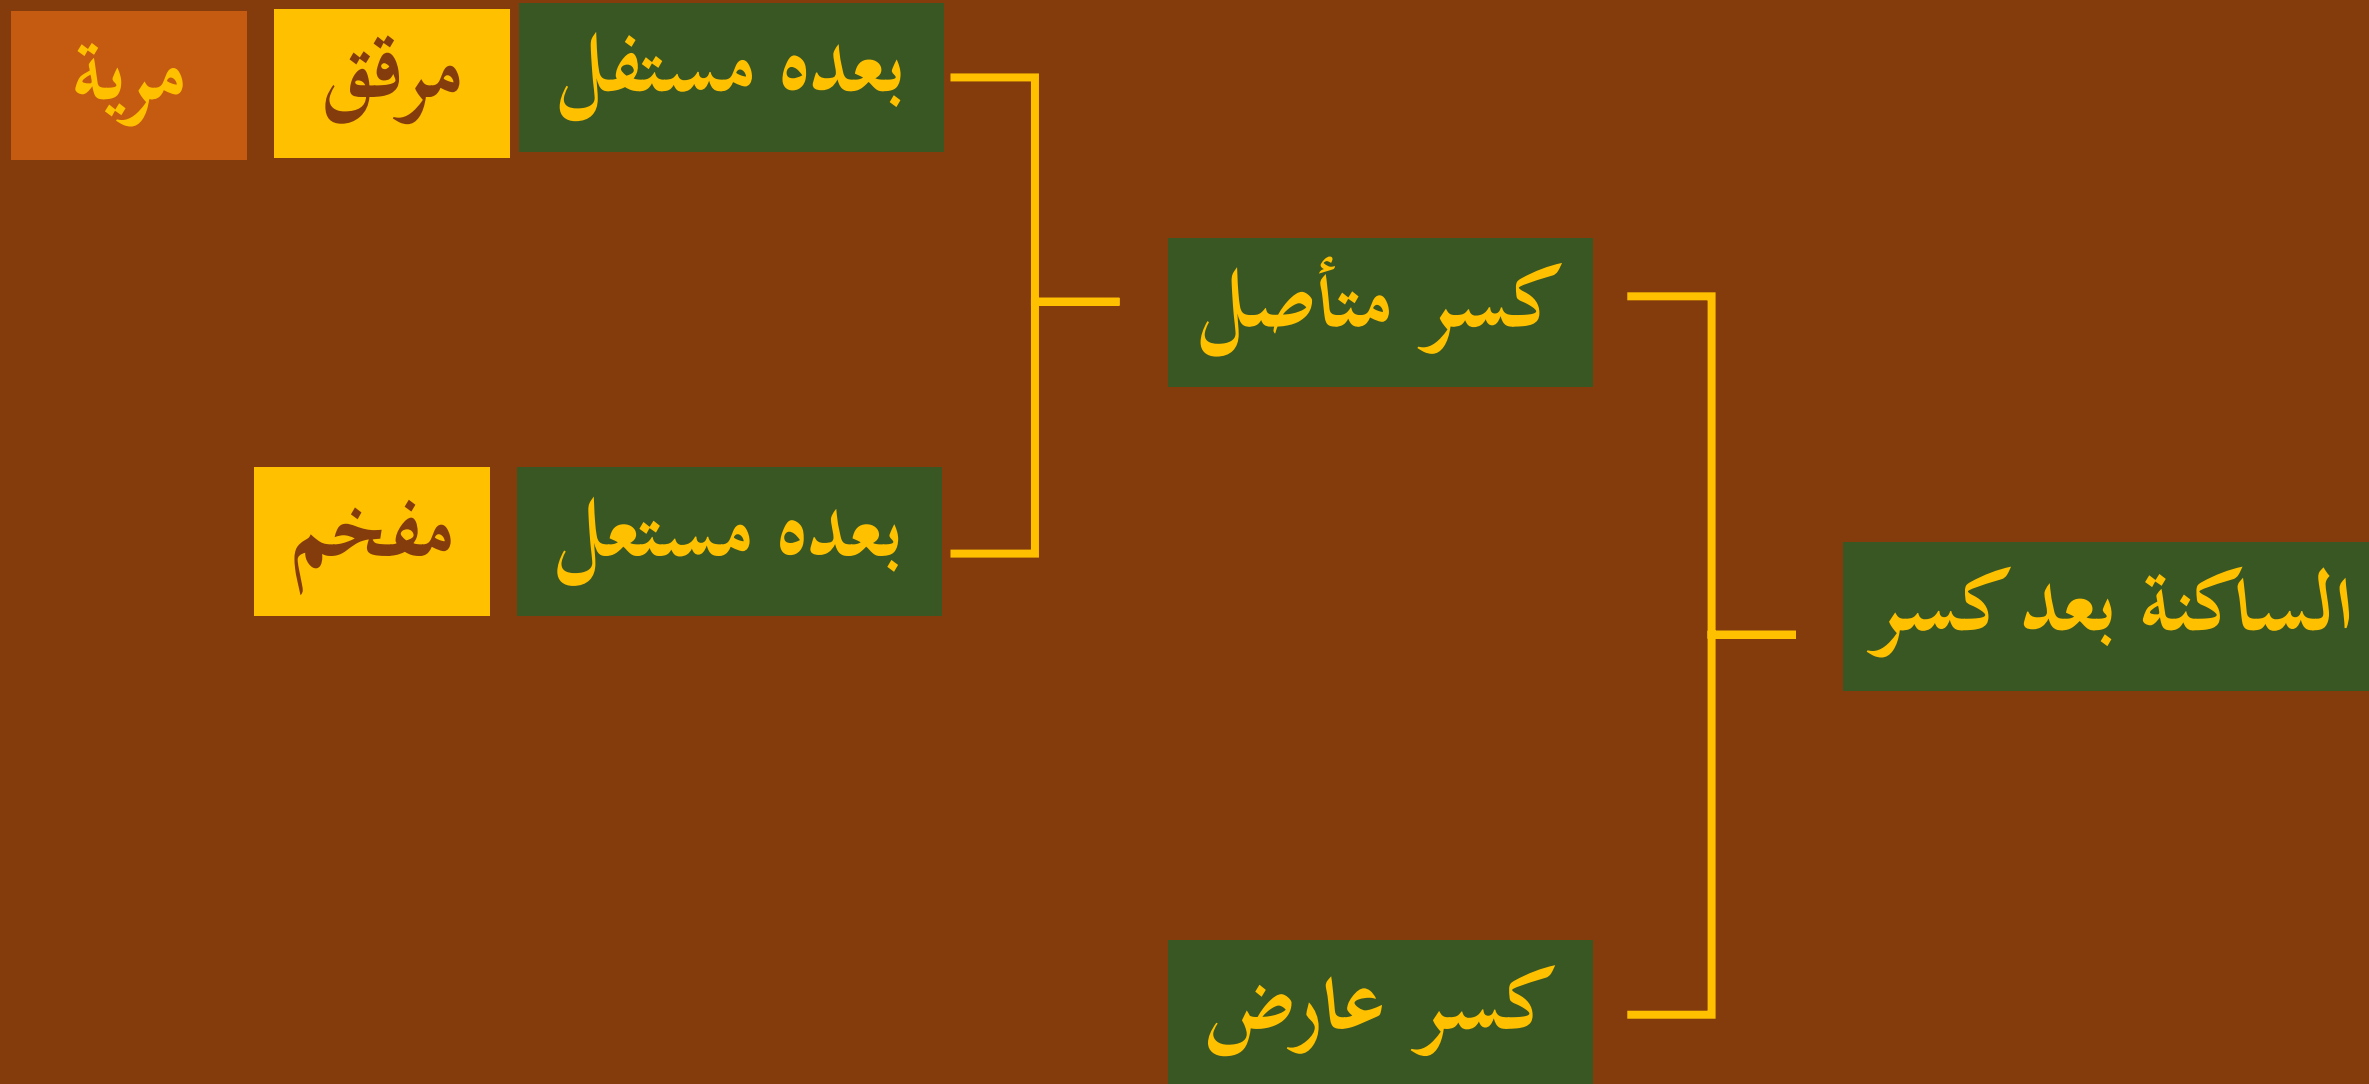 الساكنة بعد كسر
كسر متأصل
بعده مستفل
مرقق
مرية
بعده مستعل
مفخم
كسر عارض